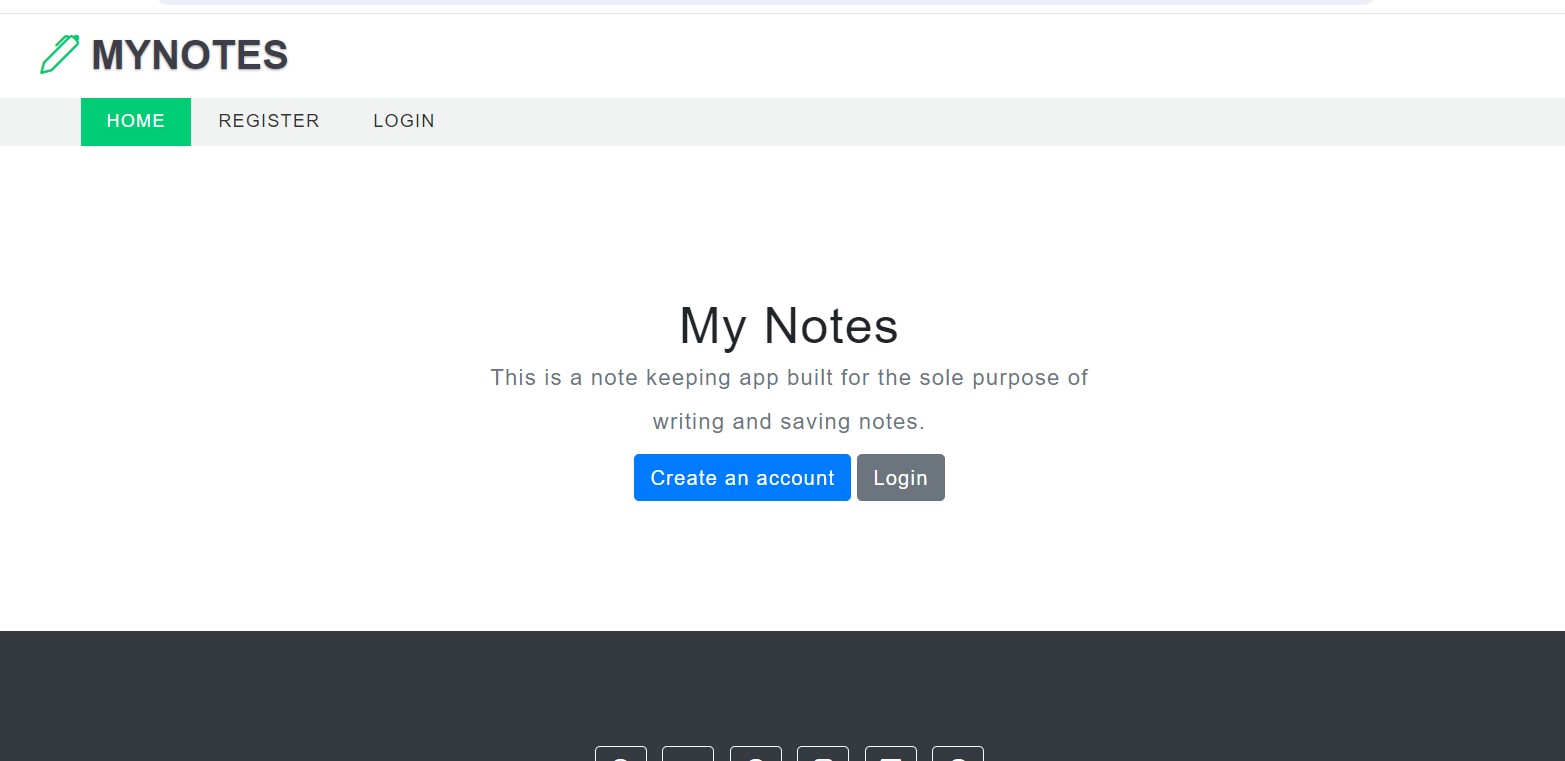 MYNOTES
HOME REGISTER LOGIN
My Notes
This is a note keeping app built for the sole purpose of
writing and saving notes.
Create an account Login